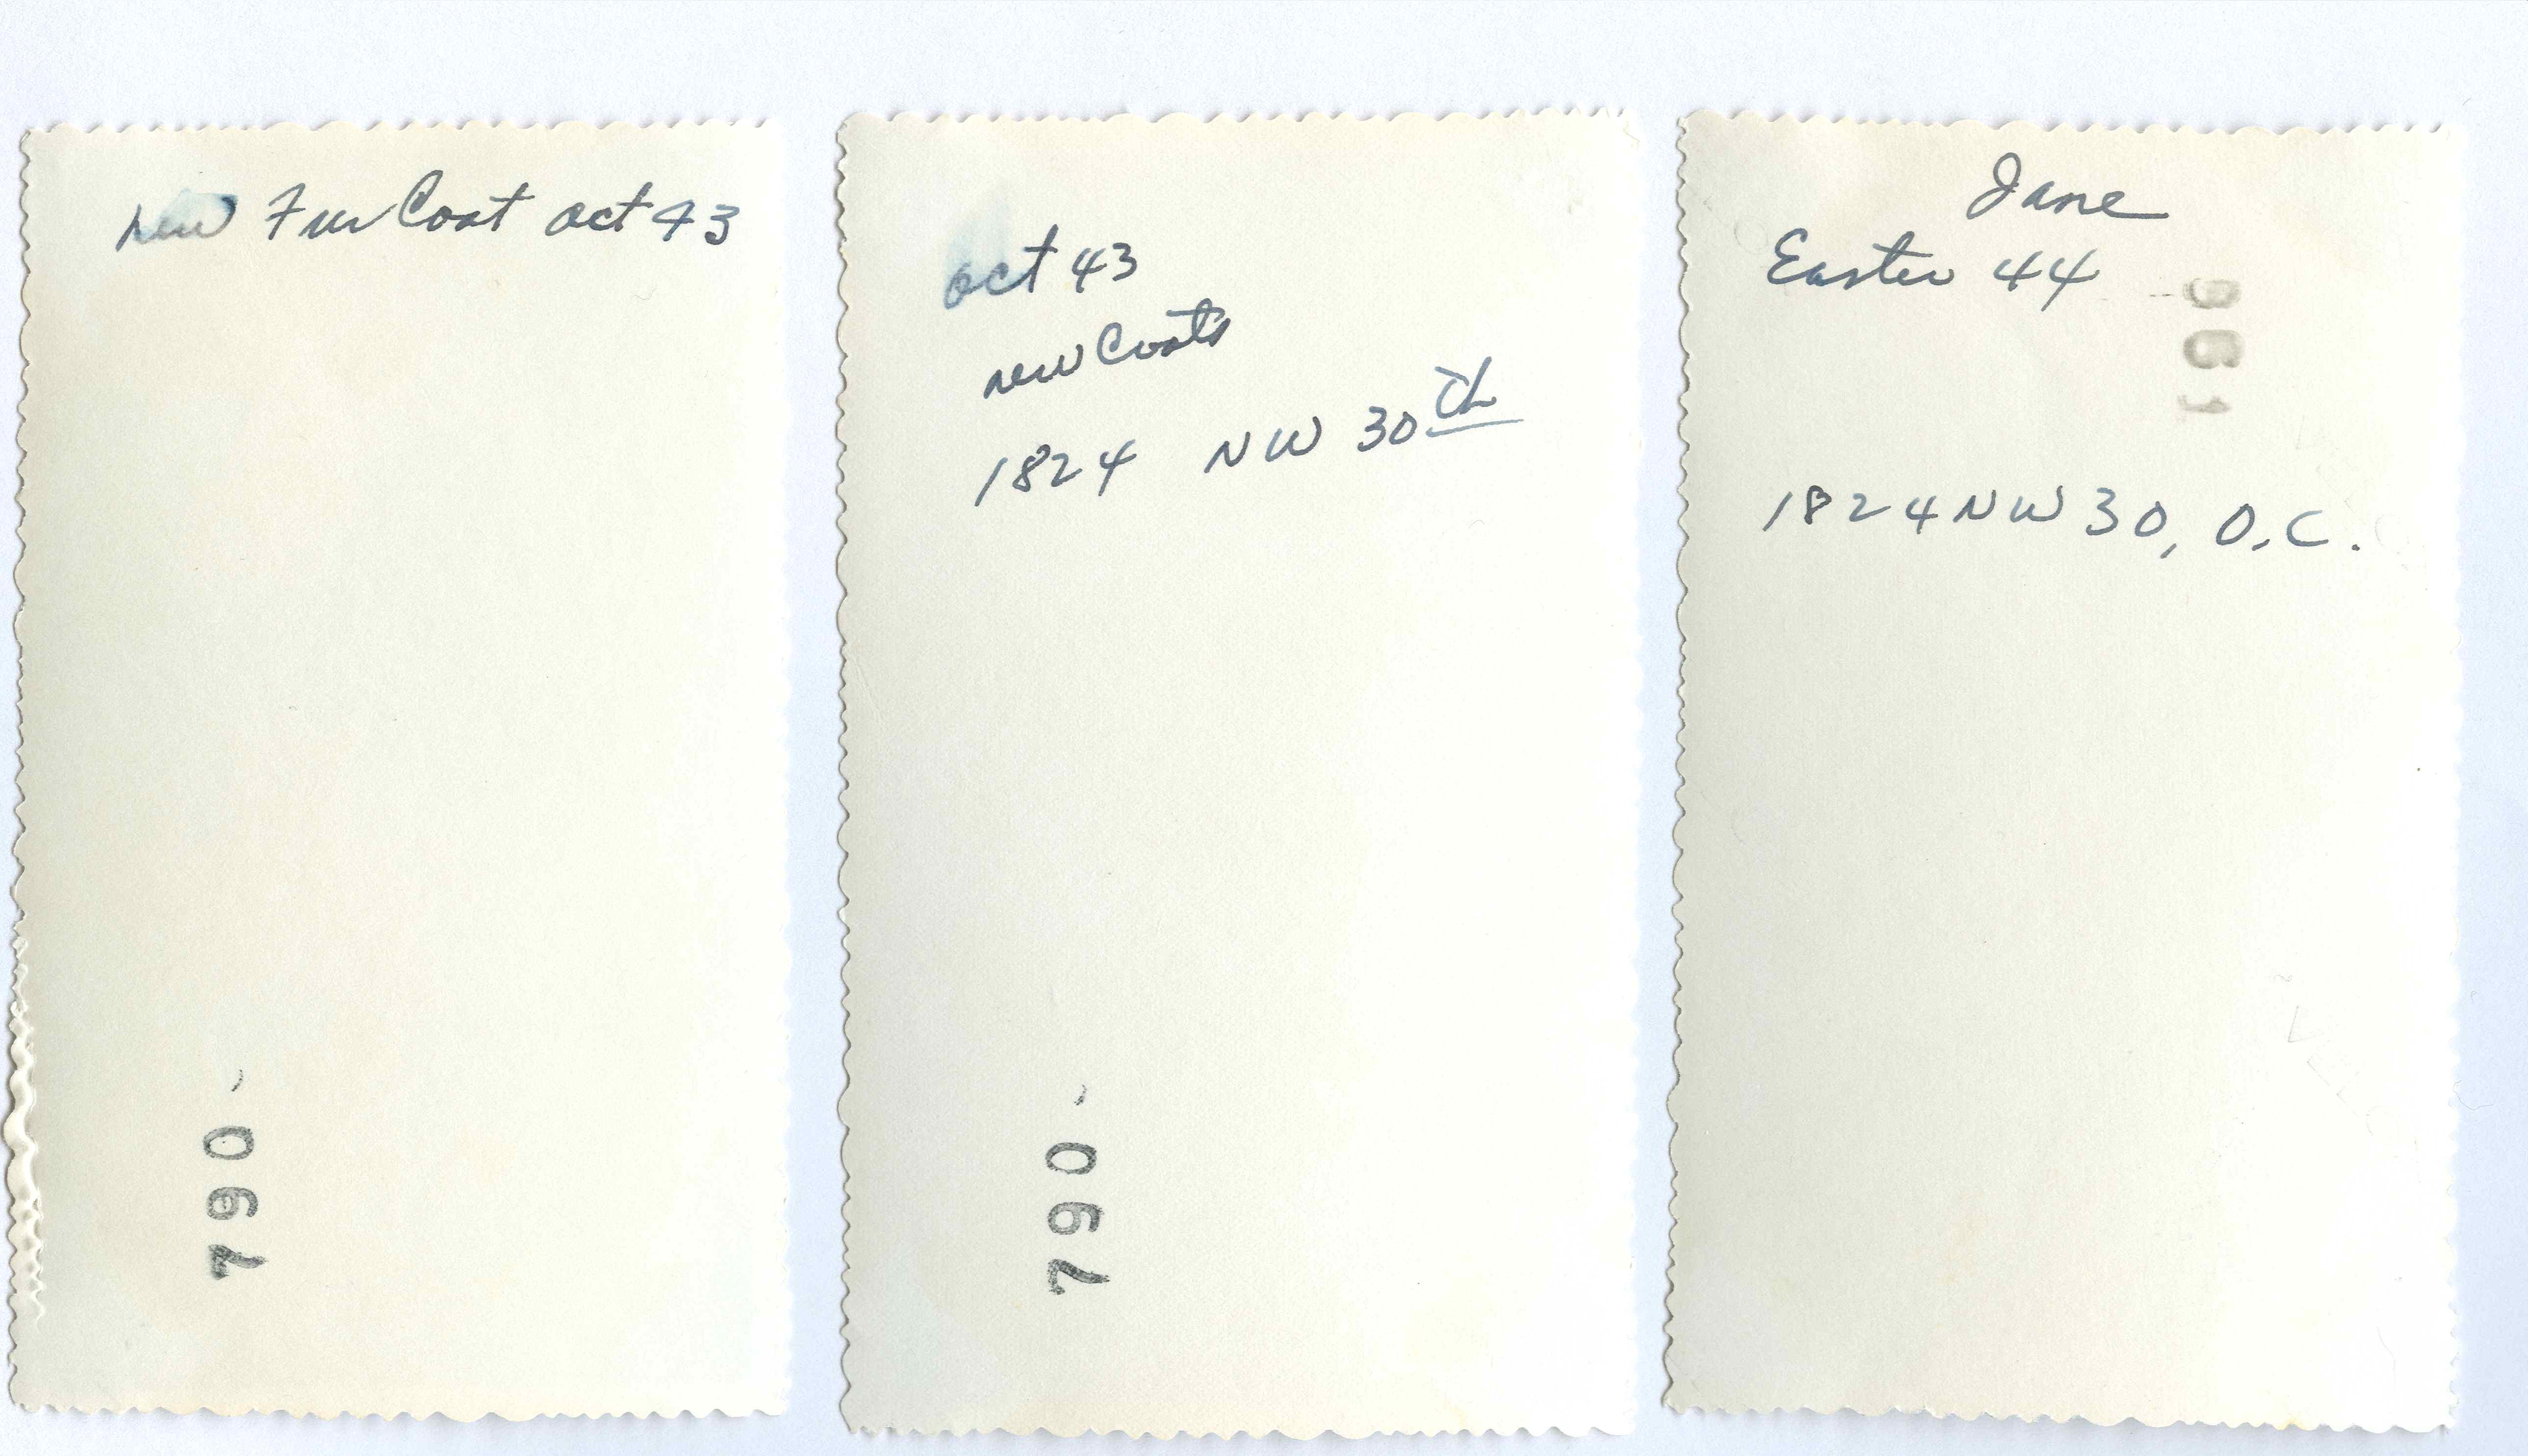 new Fur Coat oct 43
790
oct 43
new Coats
1824 NW 30th
790
Jane
Easter 44
1824 NW 30, O.C.